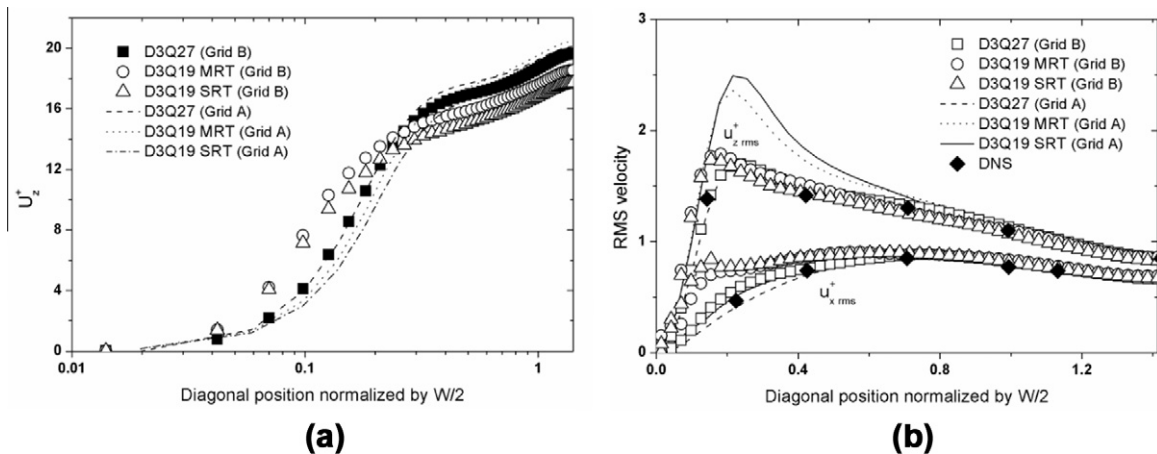 20
16
12
8
4
0
U_z^+
D3Q27 (Grid B)
D3Q19 MRT (Grid B)
D3Q19 SRT (Grid B)
D3Q27 (Grid A)
D3Q19 MRT (Grid A)
D3Q19 SRT (Grid A)
0.01
0.1
1
Diagonal position normalized by W/2
(a)
3
2
1
0
RMS velocity
D3Q27 (Grid B)
D3Q19 MRT (Grid B)
D3Q19 SRT (Grid B)
D3Q27 (Grid A)
D3Q19 MRT (Grid A)
D3Q19 SRT (Grid A)
DNS
u_z^+ rms
u_x^+ rms
0.0
0.4
0.8
1.2
Diagonal position normalized by W/2
(b)